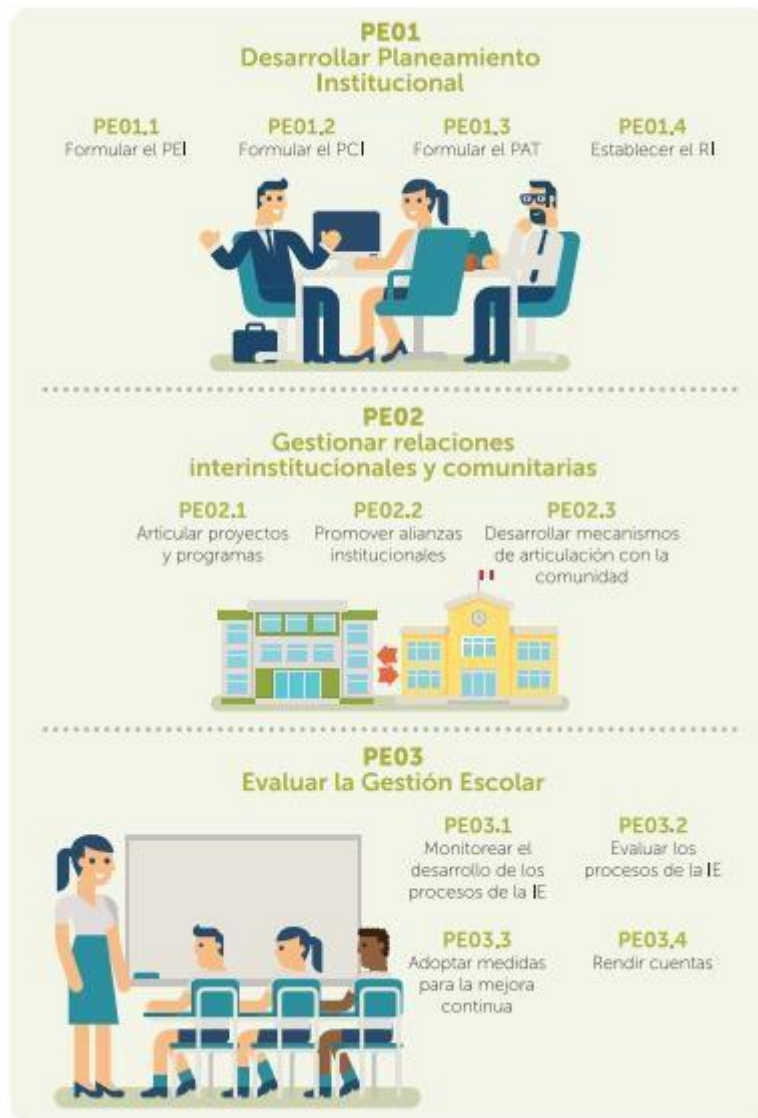 PE01
Desarrollar Planeamiento
Institucional
PE01.1
Formular el PEI
PE01.2
Formular el PCI
PE01.3
Formular el PAT
PE01.4
Establecer el RI
PE02
Gestionar relaciones
interinstitucionales y comunitarias
PE02.1
Articular proyectos
y programas
PE02.2
Promover alianzas
institucionales
PE02.3
Desarrollar mecanismos
de articulación con la
comunidad
PE03
Evaluar la Gestión Escolar
PE03.1
Monitorear el
desarrollo de los
procesos de la IE
PE03.2
Evaluar los
procesos de la IE
PE03.3
Adoptar medidas
para la mejora
continua
PE03.4
Rendir cuentas